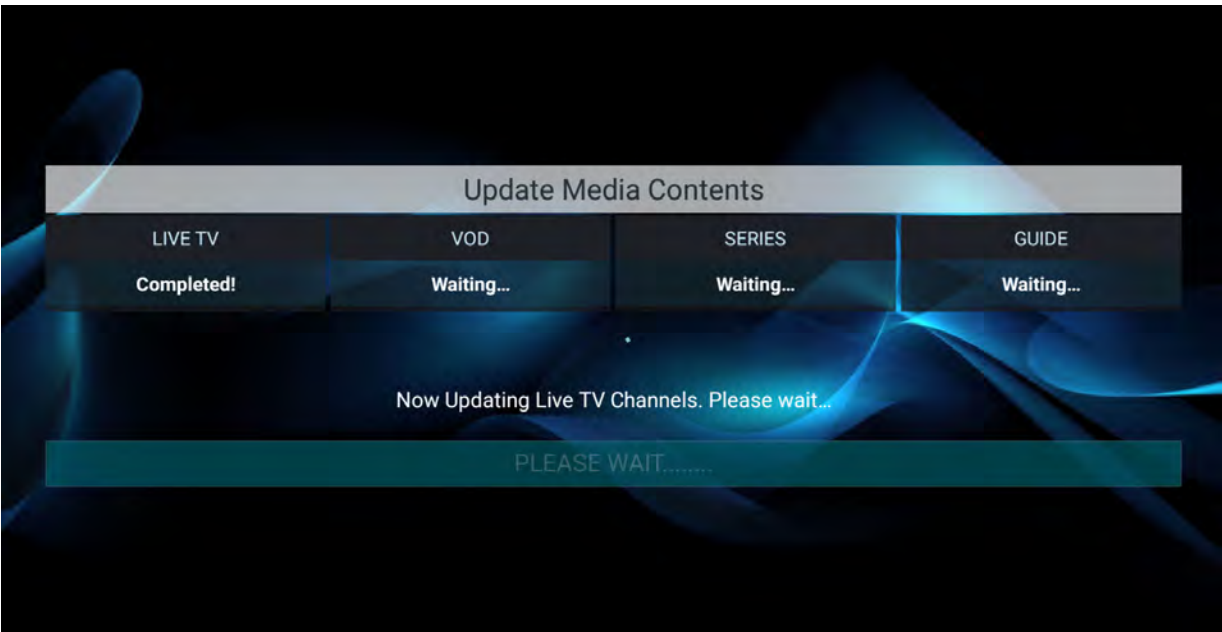 Update Media Contents
LIVE TV VOD SERIES GUIDE
Completed! Waiting... Waiting... Waiting...
Now Updating Live TV Channels. Please wait...
PLEASE WAIT........